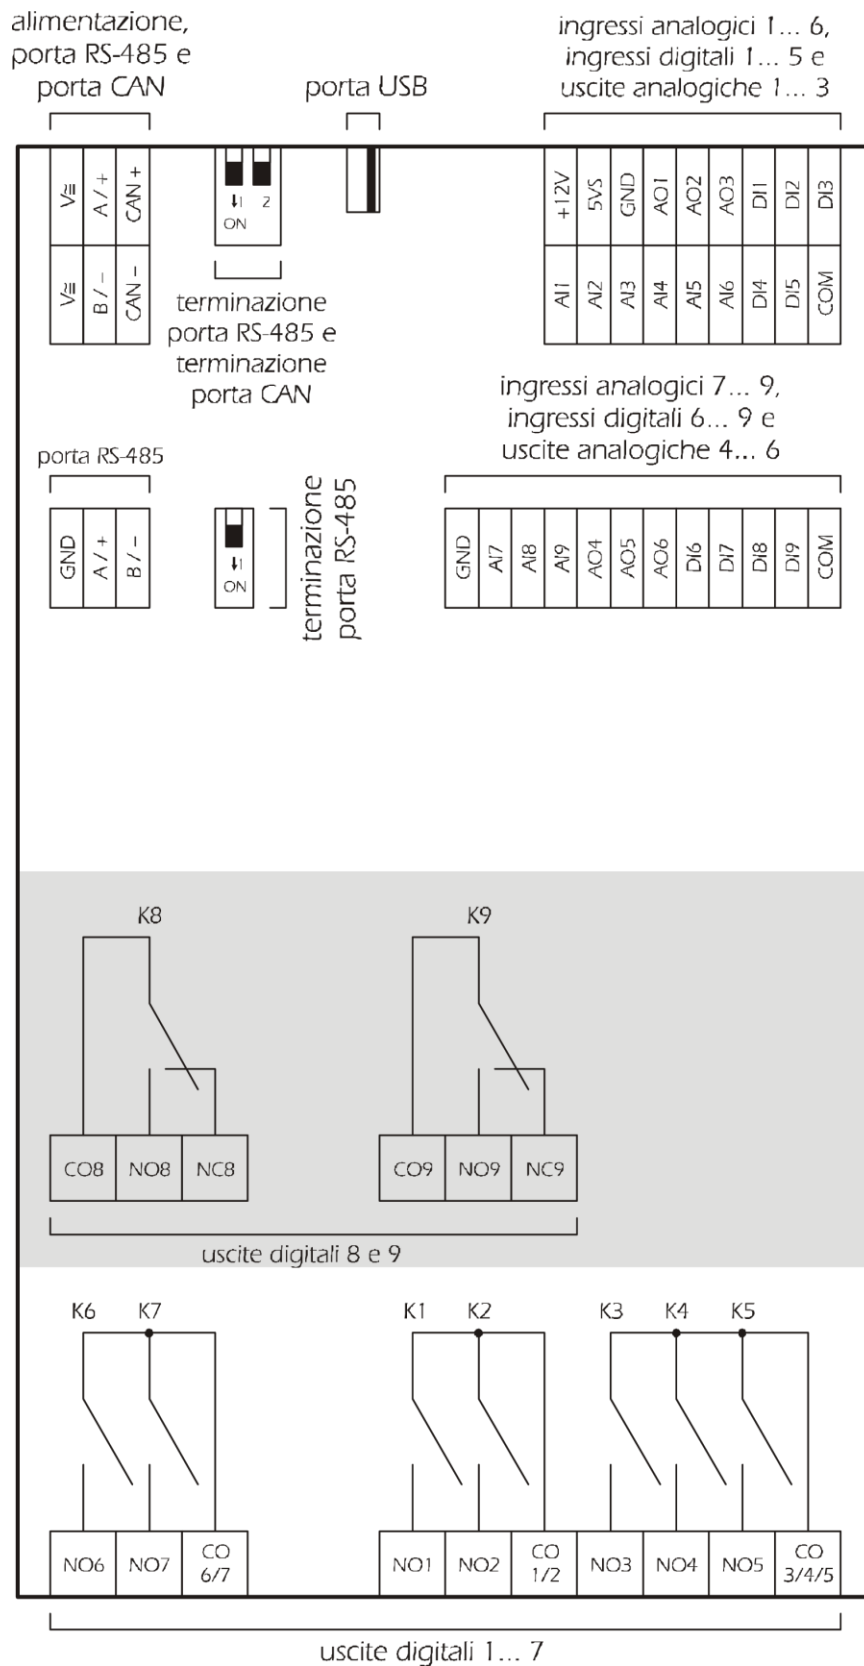 alimentazione,
porta RS-485 e
porta CAN
porta USB
ingressi analogici 1... 6,
ingressi digitali 1... 5 e
uscite analogiche 1... 3
V≅ A / + CAN +
V≅ B / – CAN –
↓1 2
ON
+12V 5VS GND AO1 AO2 AO3 DI1 DI2 DI3
AI1 AI2 AI3 AI4 AI5 AI6 DI4 DI5 COM
terminazione
porta RS-485 e
terminazione
porta CAN
ingressi analogici 7... 9,
ingressi digitali 6... 9 e
uscite analogiche 4... 6
porta RS-485
GND A / + B / –
↓1
ON
terminazione
porta RS-485
GND AI7 AI8 AI9 AO4 AO5 AO6 DI6 DI7 DI8 DI9 COM
K8 K9
CO8 NO8 NC8 CO9 NO9 NC9
uscite digitali 8 e 9
K6 K7 K1 K2 K3 K4 K5
NO6 NO7 CO 6/7 NO1 NO2 CO 1/2 NO3 NO4 NO5 CO 3/4/5
uscite digitali 1... 7